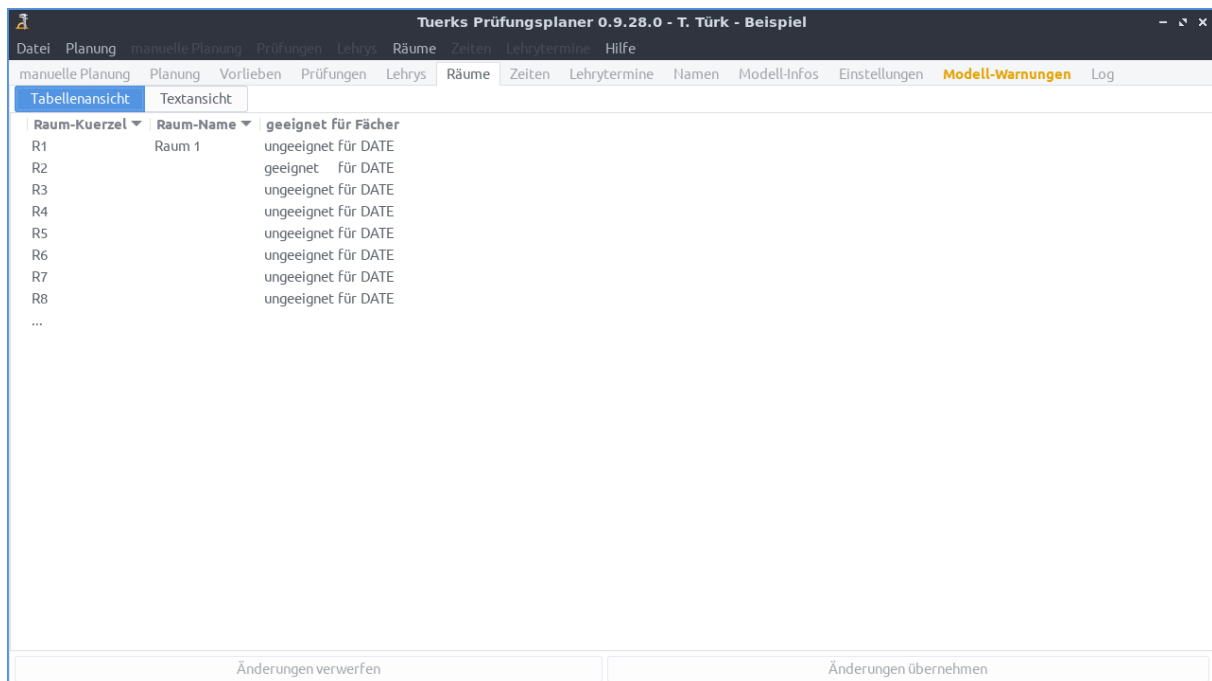 Tuerks Prüfungsplaner 0.9.28.0 - T. Türk - Beispiel
Datei Planung manuelle Planung Prüfungen Lehrys Räume Zeiten Lehrytermine Hilfe
manuelle Planung Planung Vorlieben Prüfungen Lehrys Räume Zeiten Lehrytermine Namen Modell-Infos Einstellungen Modell-Warnungen Log
Tabellenansicht Textansicht
Raum-Kuerzel Raum-Name geeignet für Fächer
R1 Raum 1 ungeeignet für DATE
R2 geeignet für DATE
R3 ungeeignet für DATE
R4 ungeeignet für DATE
R5 ungeeignet für DATE
R6 ungeeignet für DATE
R7 ungeeignet für DATE
R8 ungeeignet für DATE
...
Änderungen verwerfen Änderungen übernehmen